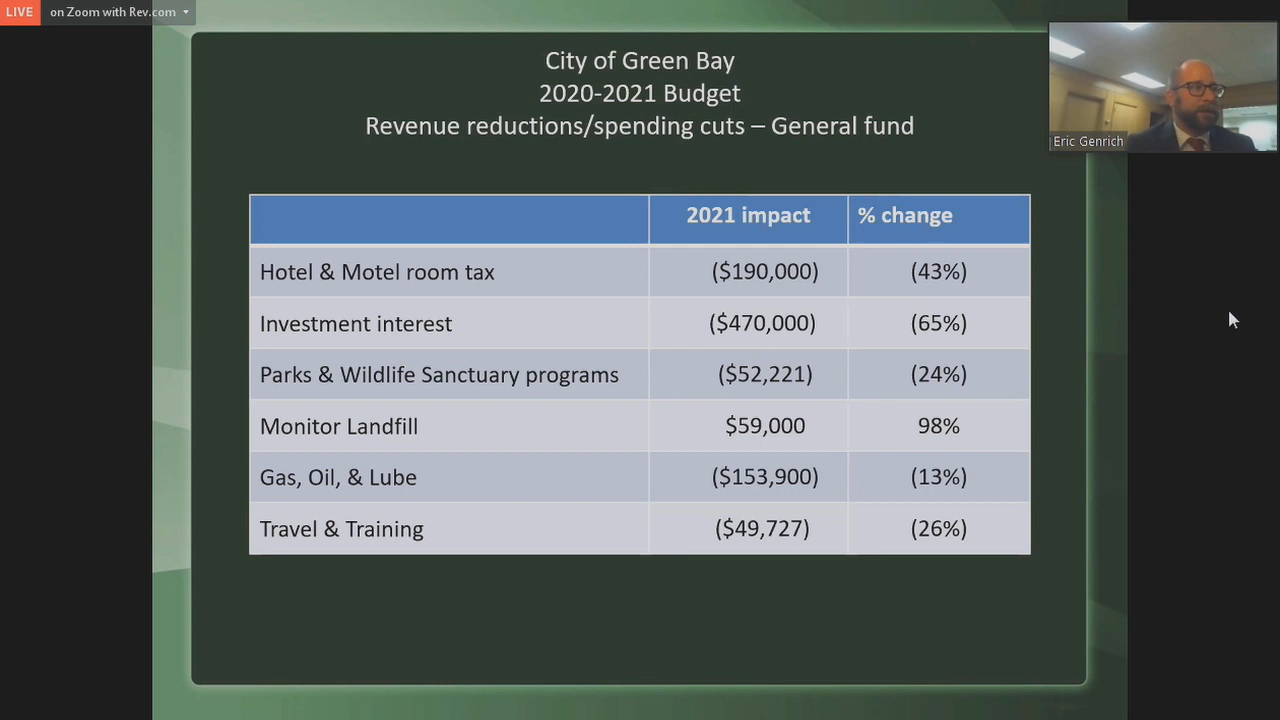 LIVE on Zoom with Rev.com
City of Green Bay
2020-2021 Budget
Revenue reductions/spending cuts – General fund
Eric Genrich
2021 impact % change
Hotel & Motel room tax ($190,000) (43%)
Investment interest ($470,000) (65%)
Parks & Wildlife Sanctuary programs ($52,221) (24%)
Monitor Landfill $59,000 98%
Gas, Oil, & Lube ($153,900) (13%)
Travel & Training ($49,727) (26%)